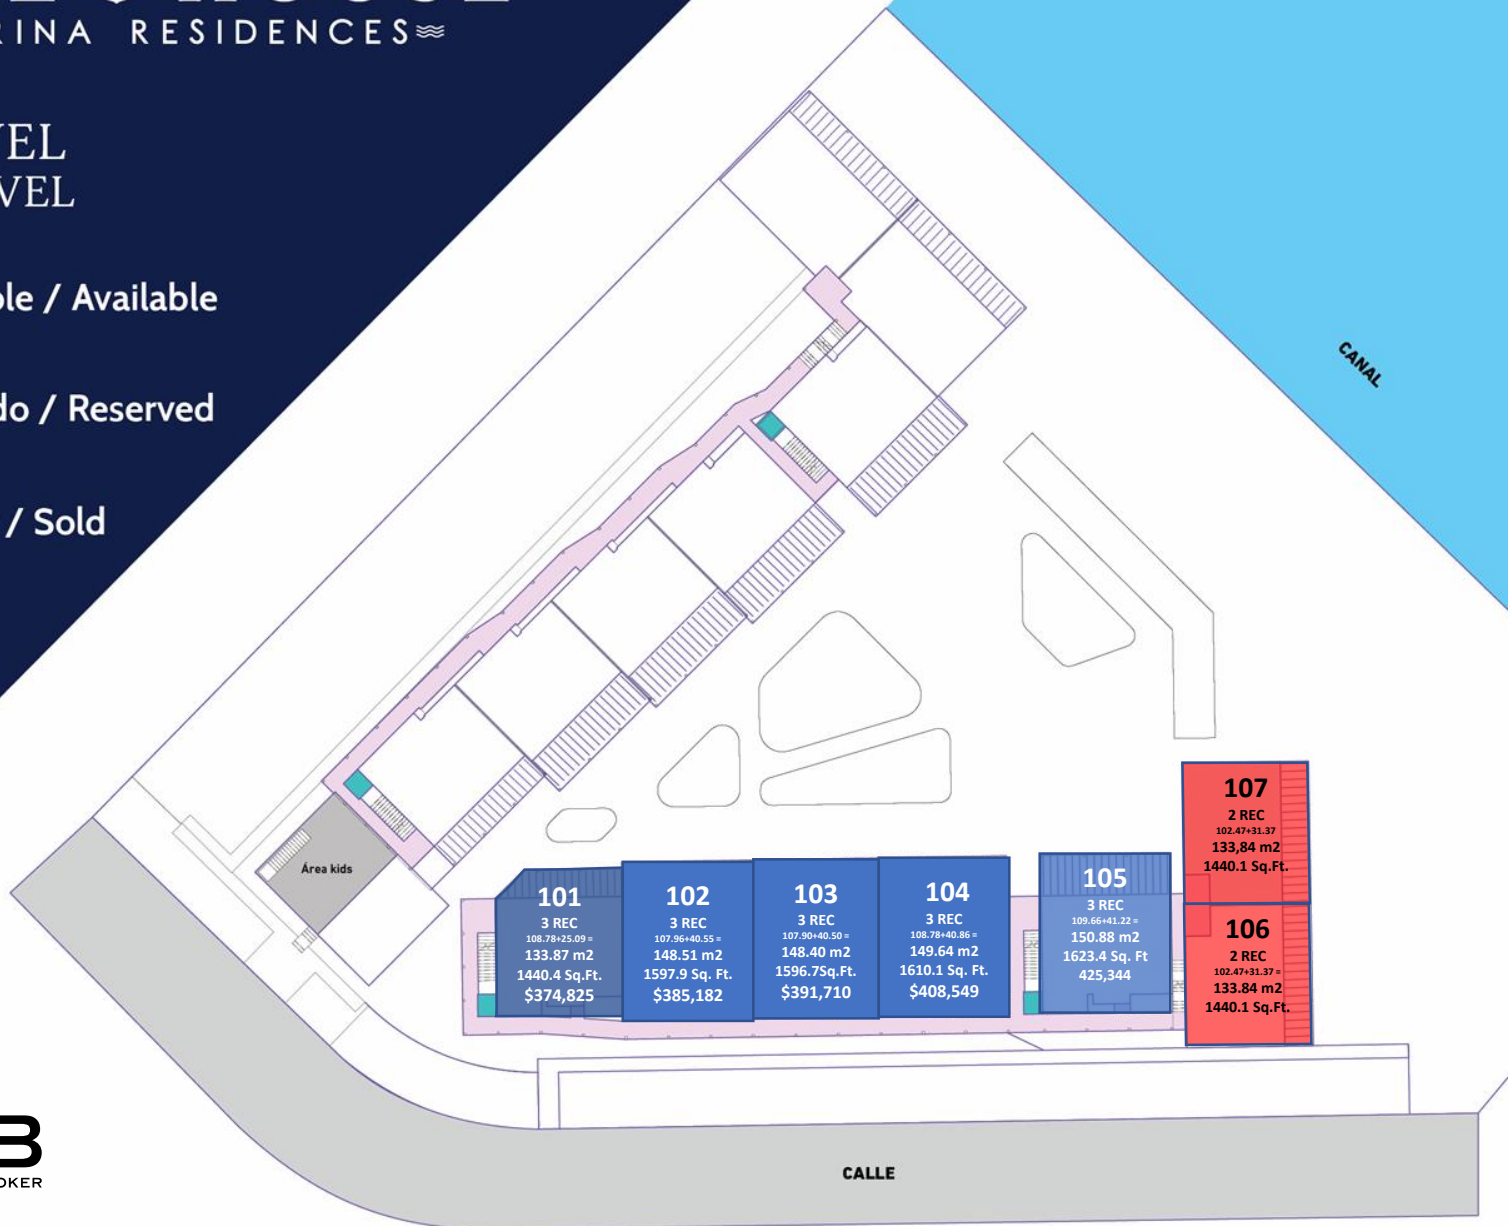 RINA RESIDENCES
VEL
VEL
ble / Available
do / Reserved
/ Sold
CANAL
Área kids
107
2 REC
102.47+31.37
133,84 m2
1440.1 Sq.Ft.
101
3 REC
108.78+25.09 =
133.87 m2
1440.4 Sq.Ft.
$374,825
102
3 REC
107.96+40.55 =
148.51 m2
1597.9 Sq. Ft.
$385,182
103
3 REC
107.90+40.50 =
148.40 m2
1596.7Sq.Ft.
$391,710
104
3 REC
108.78+40.86 =
149.64 m2
1610.1 Sq. Ft.
$408,549
105
3 REC
109.66+41.22 =
150.88 m2
1623.4 Sq. Ft
425,344
106
2 REC
102.47+31.37 =
133.84 m2
1440.1 Sq.Ft.
CALLE
B
OKER